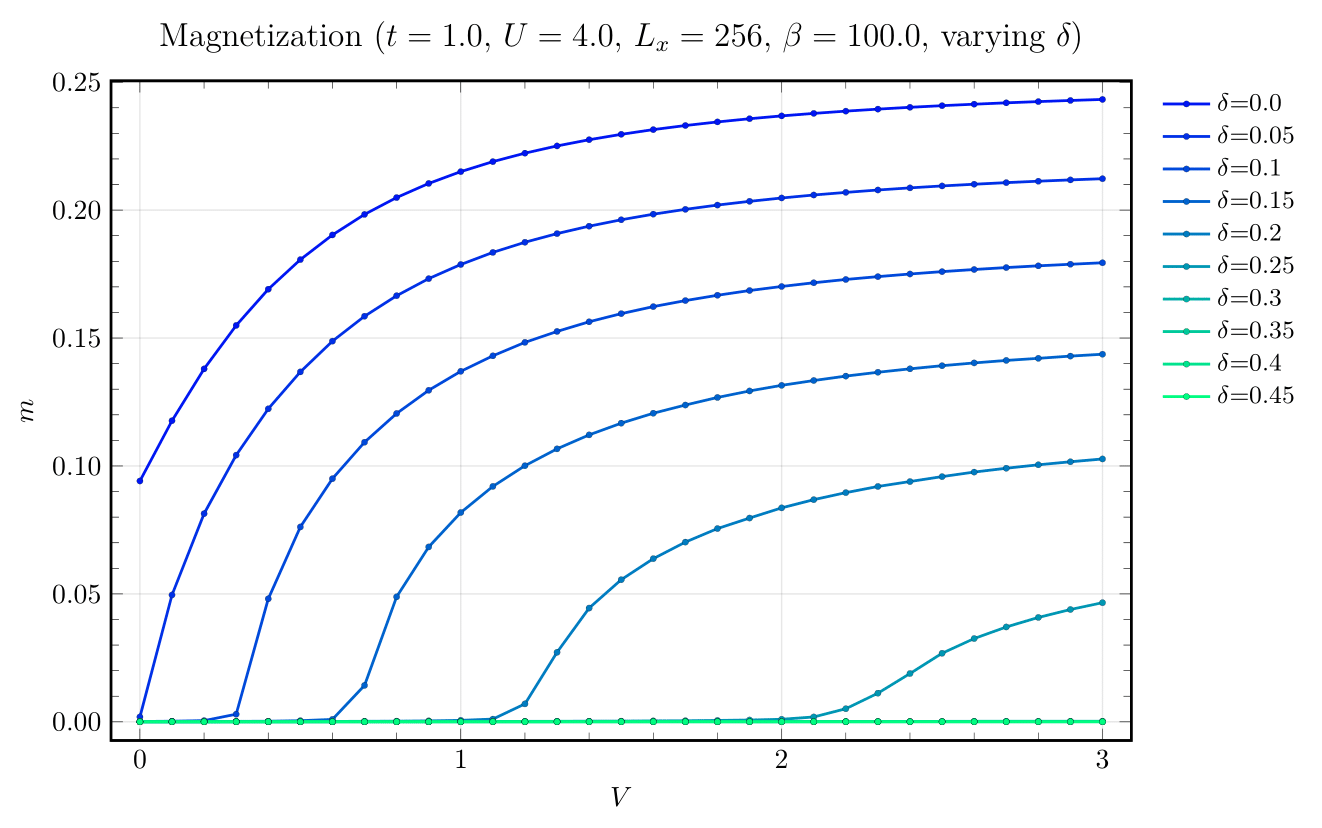 Magnetization (t = 1.0, U = 4.0, Lₓ = 256, β = 100.0, varying δ)
0.25
0.20
0.15
0.10
0.05
0.00
m
0 1 2 3
V
δ=0.0
δ=0.05
δ=0.1
δ=0.15
δ=0.2
δ=0.25
δ=0.3
δ=0.35
δ=0.4
δ=0.45